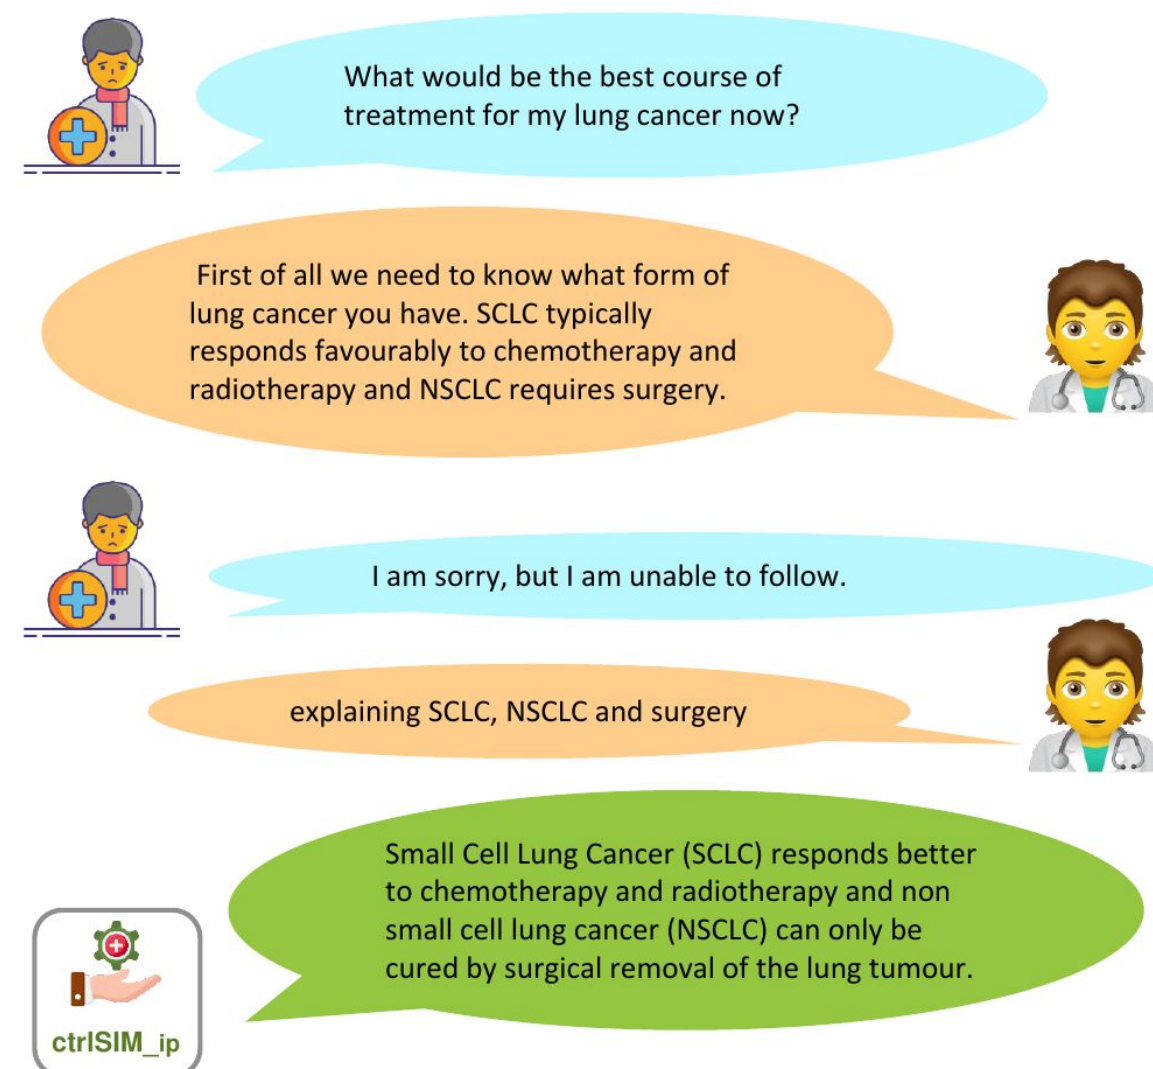 What would be the best course of
treatment for my lung cancer now?
First of all we need to know what form of
lung cancer you have. SCLC typically
responds favourably to chemotherapy and
radiotherapy and NSCLC requires surgery.
I am sorry, but I am unable to follow.
explaining SCLC, NSCLC and surgery
Small Cell Lung Cancer (SCLC) responds better
to chemotherapy and radiotherapy and non
small cell lung cancer (NSCLC) can only be
cured by surgical removal of the lung tumour.
ctrlSIM_ip